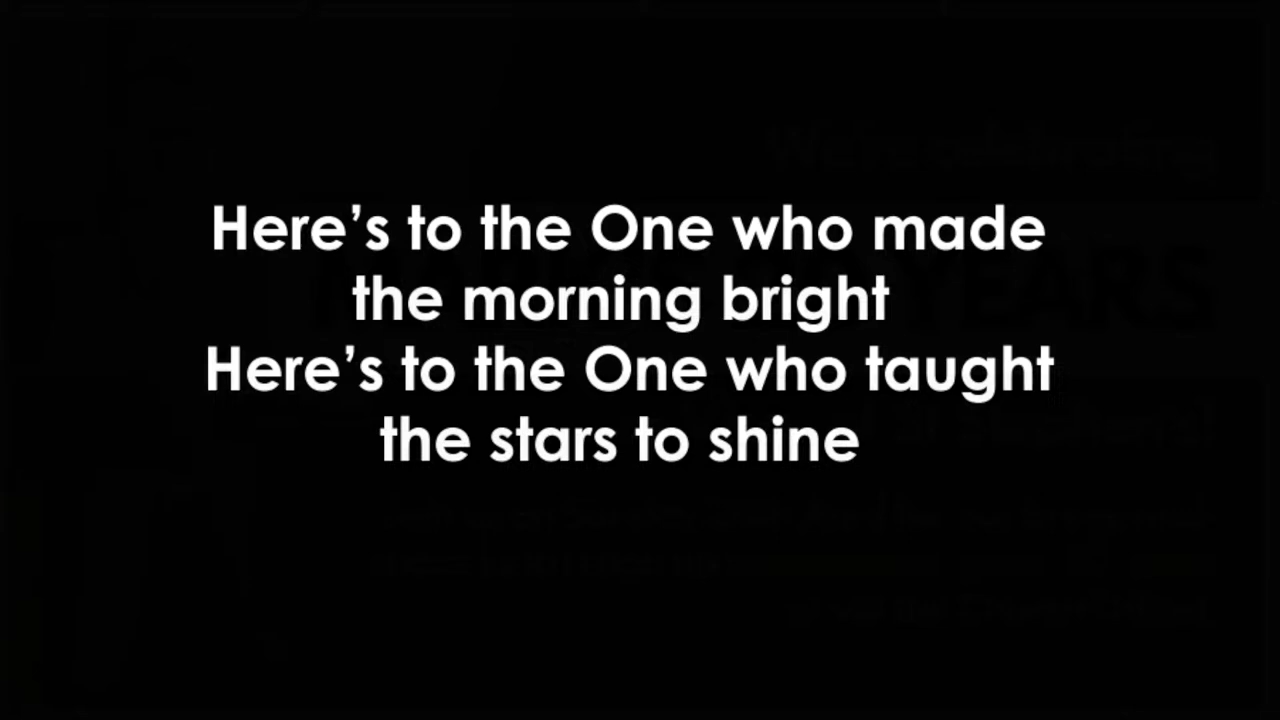 Here’s to the One who made
the morning bright
Here’s to the One who taught
the stars to shine